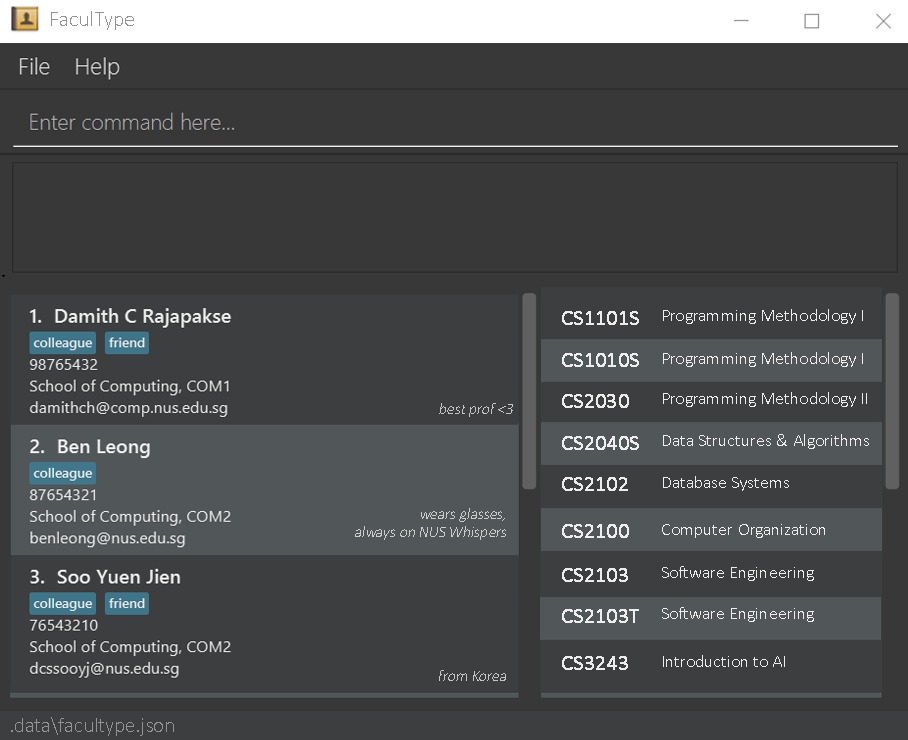 FaculType
File Help
Enter command here...
1. Damith C Rajapakse
colleague friend
98765432
School of Computing, COM1
damithch@comp.nus.edu.sg
best prof <3
2. Ben Leong
colleague
87654321
School of Computing, COM2
benleong@nus.edu.sg
wears glasses,
always on NUS Whispers
3. Soo Yuen Jien
colleague friend
76543210
School of Computing, COM2
dcssooyj@nus.edu.sg
from Korea
CS1101S Programming Methodology I
CS1010S Programming Methodology I
CS2030 Programming Methodology II
CS2040S Data Structures & Algorithms
CS2102 Database Systems
CS2100 Computer Organization
CS2103 Software Engineering
CS2103T Software Engineering
CS3243 Introduction to AI
.data\facultype.json